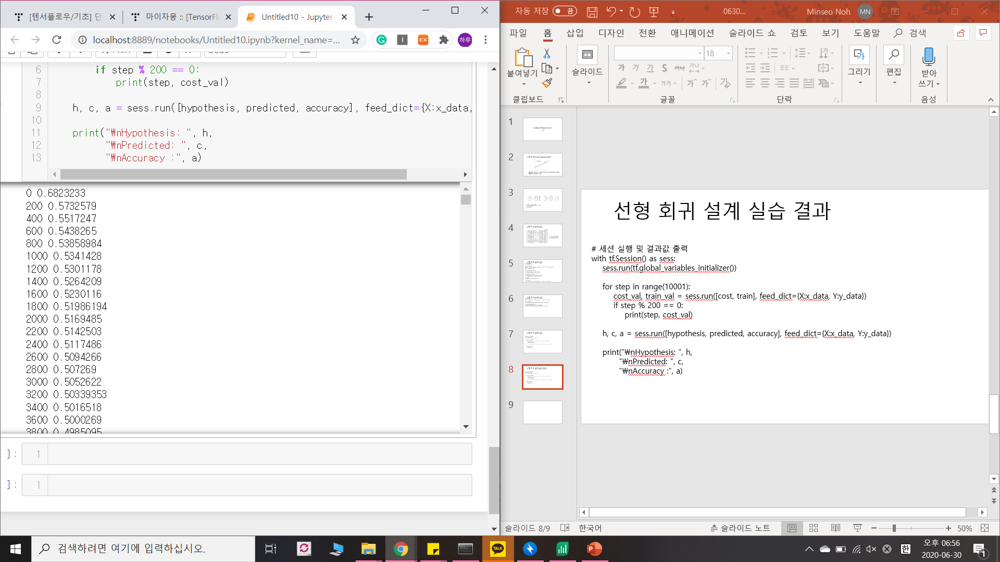 [텐서플로우/기초] 단
마이자몽 :: [TensorFl
Untitled10 - Jupyter
localhost:8889/notebooks/Untitled10.ipynb?kernel_name=...
하루
6 if step % 200 == 0:
7 print(step, cost_val)
8
9 h, c, a = sess.run([hypothesis, predicted, accuracy], feed_dict={X:x_data,
10
11 print("₩nHypothesis: ", h,
12 "₩nPredicted: ", c,
13 "₩nAccuracy :", a)
0 0.6823233
200 0.5732579
400 0.5517247
600 0.5438265
800 0.53858984
1000 0.5341428
1200 0.5301178
1400 0.5264209
1600 0.5230116
1800 0.51986194
2000 0.5169485
2200 0.5142503
2400 0.5117486
2600 0.5094266
2800 0.507269
3000 0.5052622
3200 0.50339353
3400 0.5016518
3600 0.5000269
3800 0.4985095
]: 1
]: 1
자동 저장 끔
0630...
Minseo Noh MN
파일 홈 삽입 디자인 전환 애니메이션 슬라이드 쇼 검토 보기 도움말 검색
붙여넣기
슬라이드
18
가 가 가 S 가나 가나
가 가가 가 가
그리기
편집
받아
쓰기
클립보드 글꼴 단락 음성
1
2
3
4
5
6
7
8
9
선형 회귀 설계 실습 결과
# 세션 실행 및 결과값 출력
with tf.Session() as sess:
sess.run(tf.global_variables_initializer())
for step in range(10001):
cost_val, train_val = sess.run([cost, train], feed_dict={X:x_data, Y:y_data})
if step % 200 == 0:
print(step, cost_val)
h, c, a = sess.run([hypothesis, predicted, accuracy], feed_dict={X:x_data, Y:y_data})
print("₩nHypothesis: ", h,
"₩nPredicted: ", c,
"₩nAccuracy :", a)
슬라이드 8/9 한국어 슬라이드 노트 50%
검색하려면 여기에 입력하십시오.
TALK
한
오후 06:56
2020-06-30
1